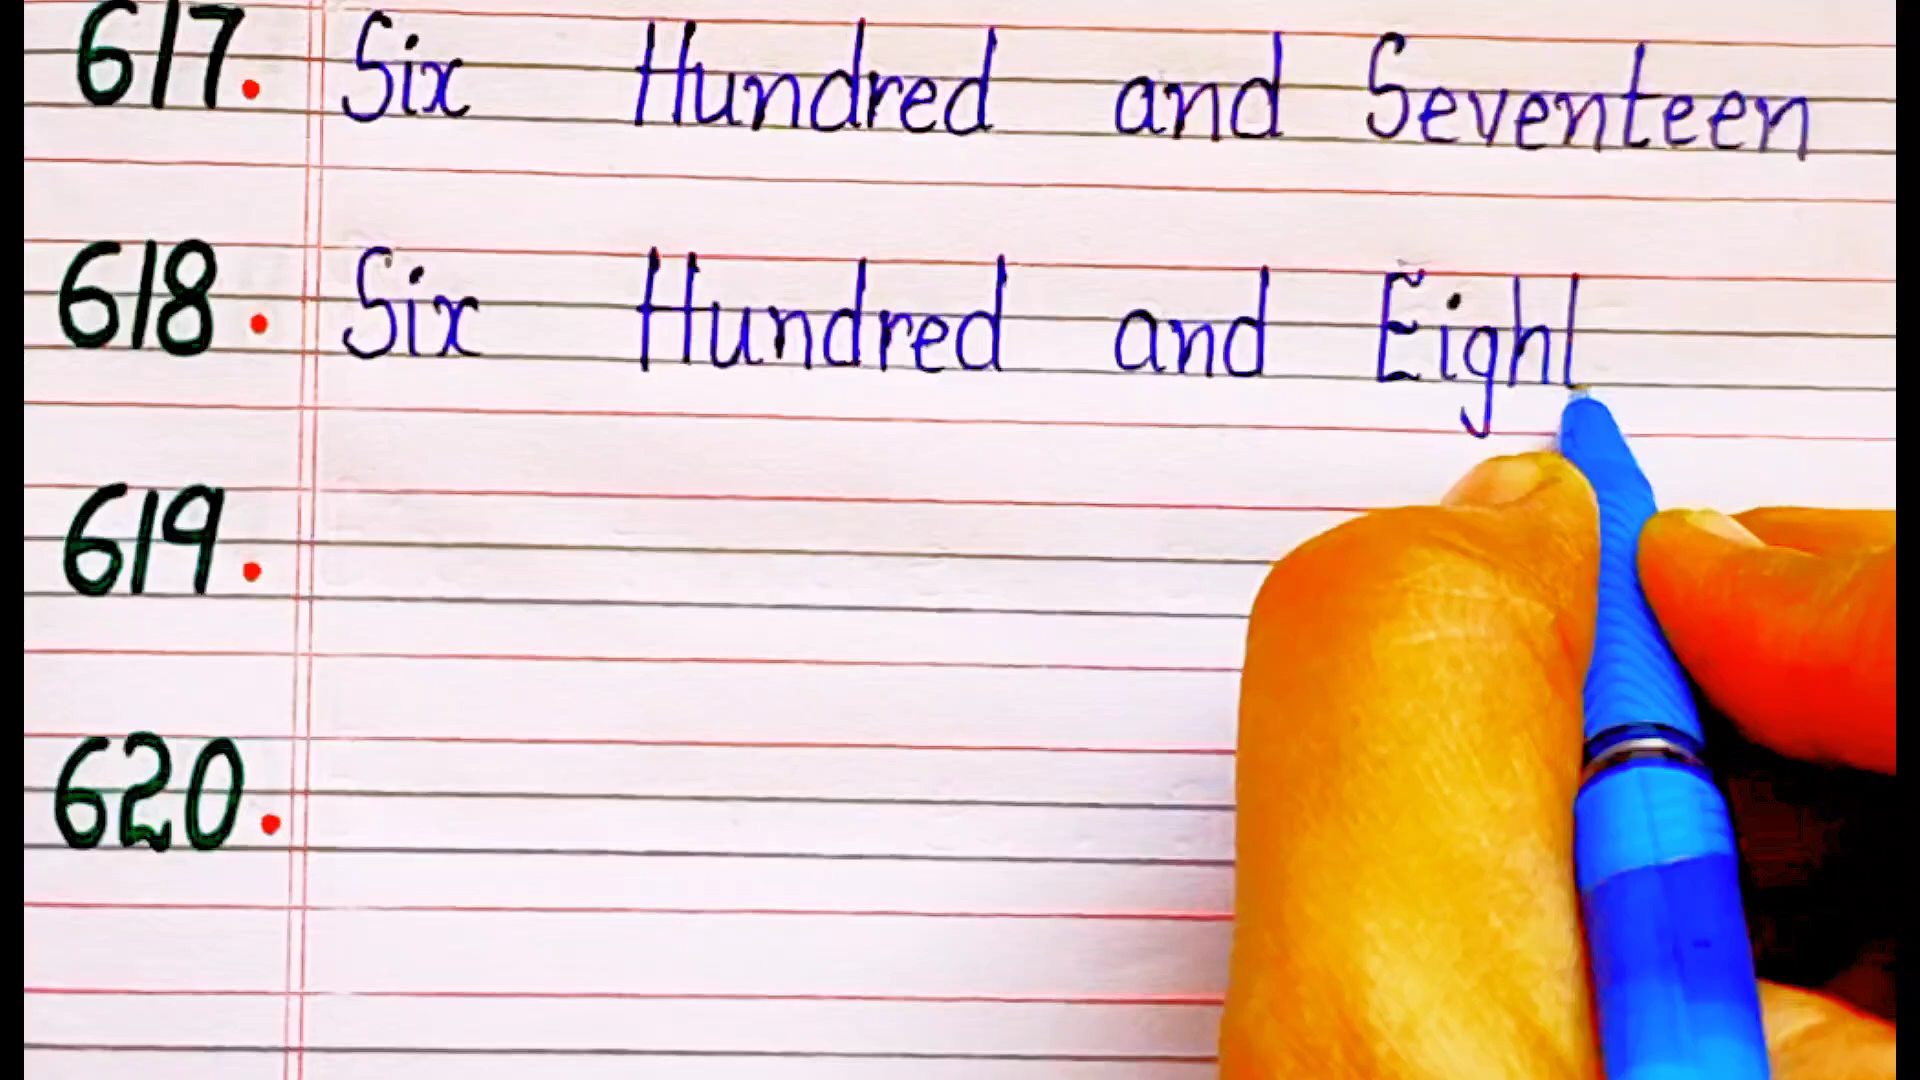 617. Six Hundred and Seventeen
618. Six Hundred and Eighl
619.
620.